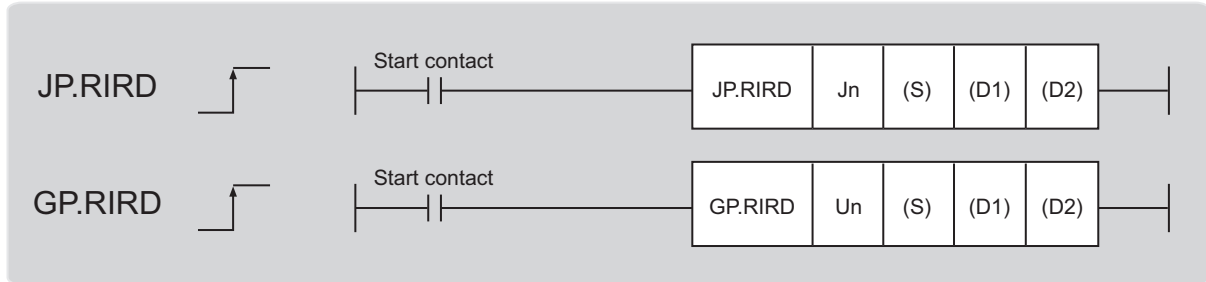 Start contact
JP.RIRD JP.RIRD Jn (S) (D1) (D2)
Start contact
GP.RIRD GP.RIRD Un (S) (D1) (D2)